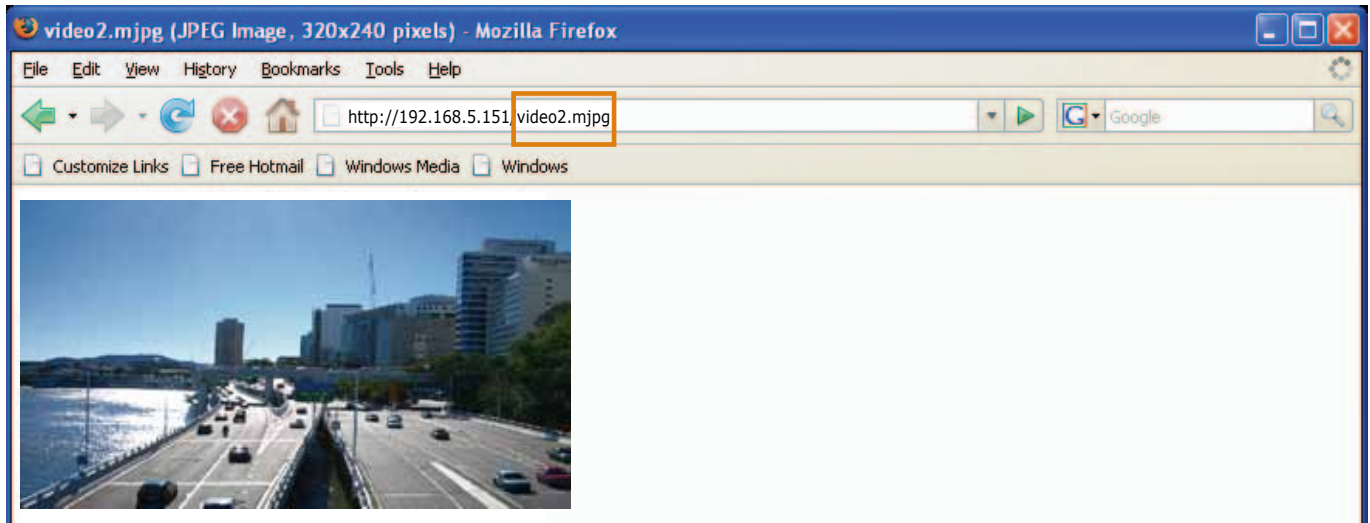 video2.mjpg (JPEG Image, 320x240 pixels) - Mozilla Firefox
File Edit View History Bookmarks Tools Help
http://192.168.5.151/video2.mjpg G Google
Customize Links Free Hotmail Windows Media Windows